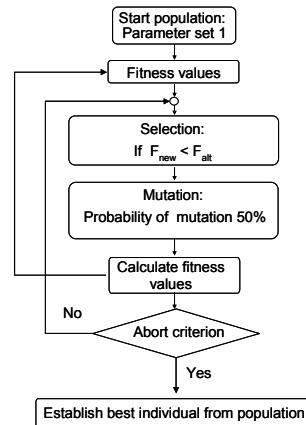 Start population:
Parameter set 1
Fitness values
Selection:
If F_new < F_alt
Mutation:
Probability of mutation 50%
Calculate fitness
values
No
Abort criterion
Yes
Establish best individual from population